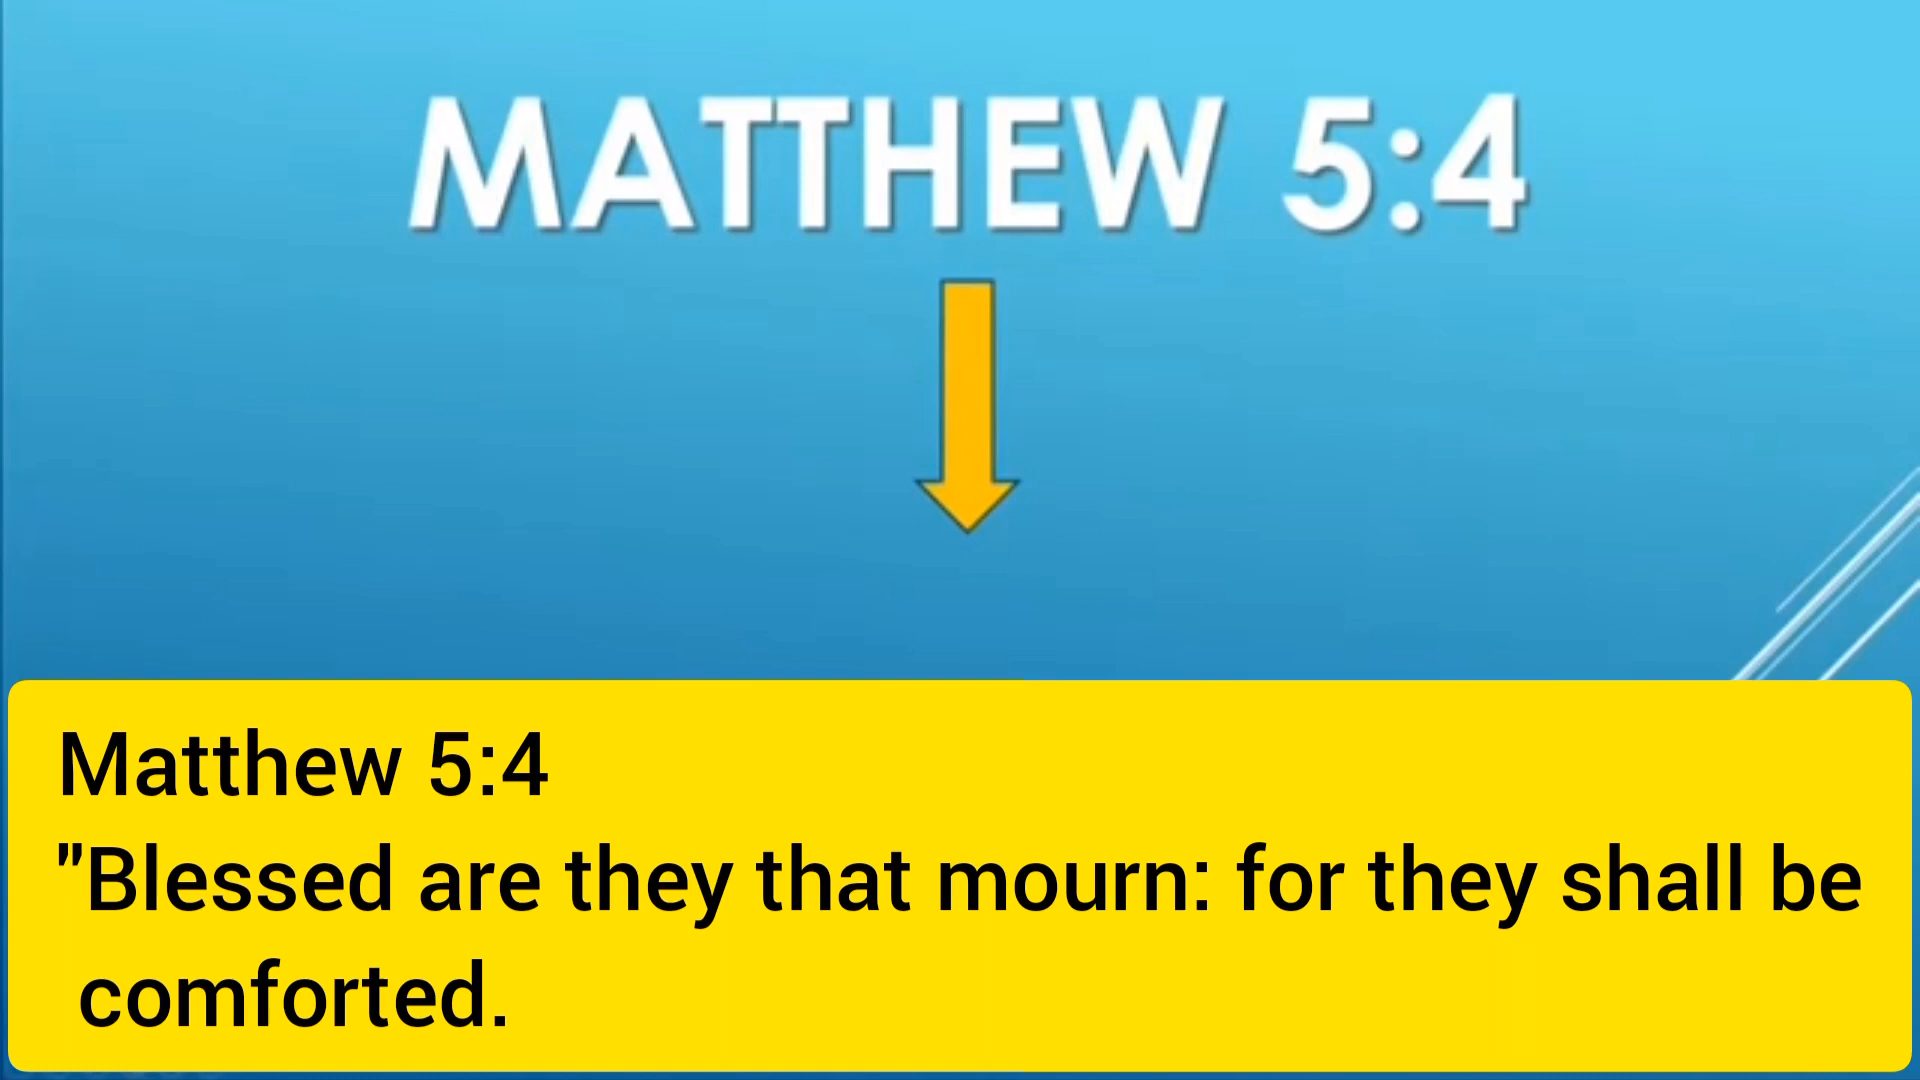 MATTHEW 5:4
Matthew 5:4
"Blessed are they that mourn: for they shall be
comforted.